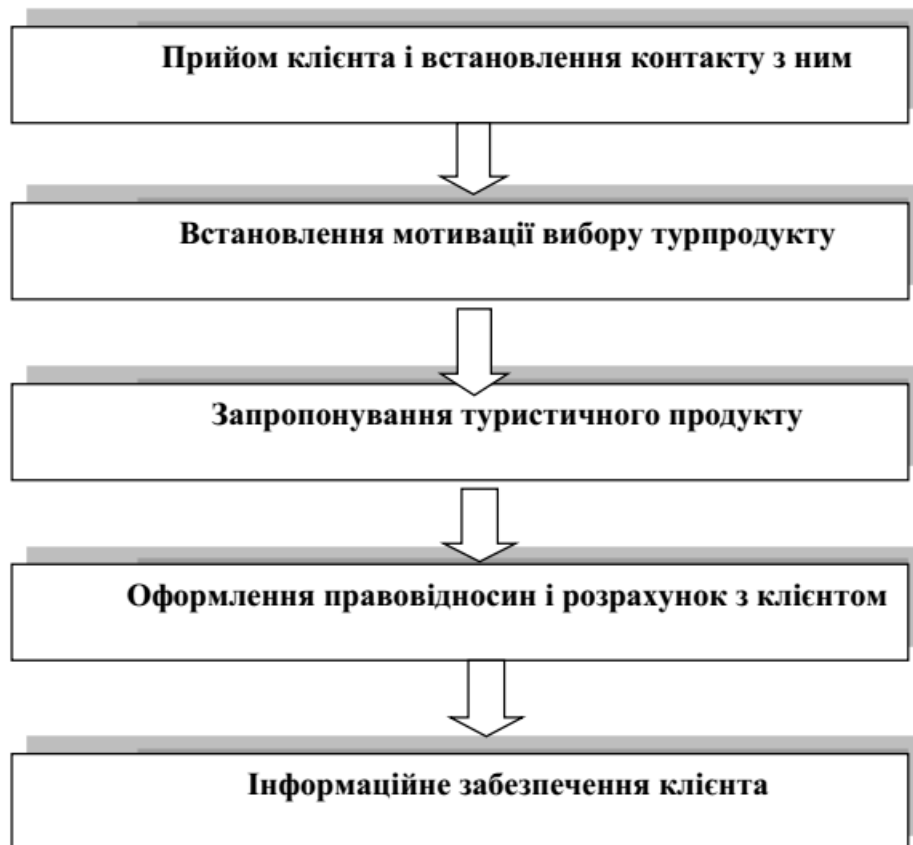 Прийом клієнта і встановлення контакту з ним
Встановлення мотивації вибору турпродукту
Запропонування туристичного продукту
Оформлення правовідносин і розрахунок з клієнтом
Інформаційне забезпечення клієнта